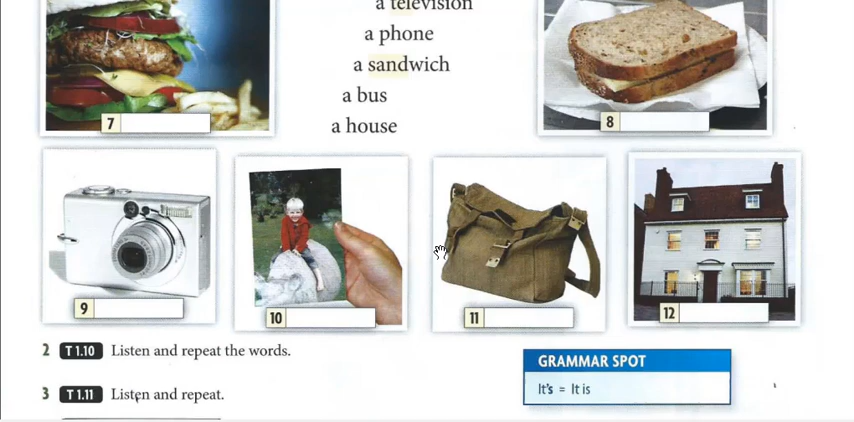 a television
a phone
a sandwich
a bus
a house
7
8
9
10
11
12
2 T 1.10 Listen and repeat the words.
3 T 1.11 Listen and repeat.
GRAMMAR SPOT
It's = It is